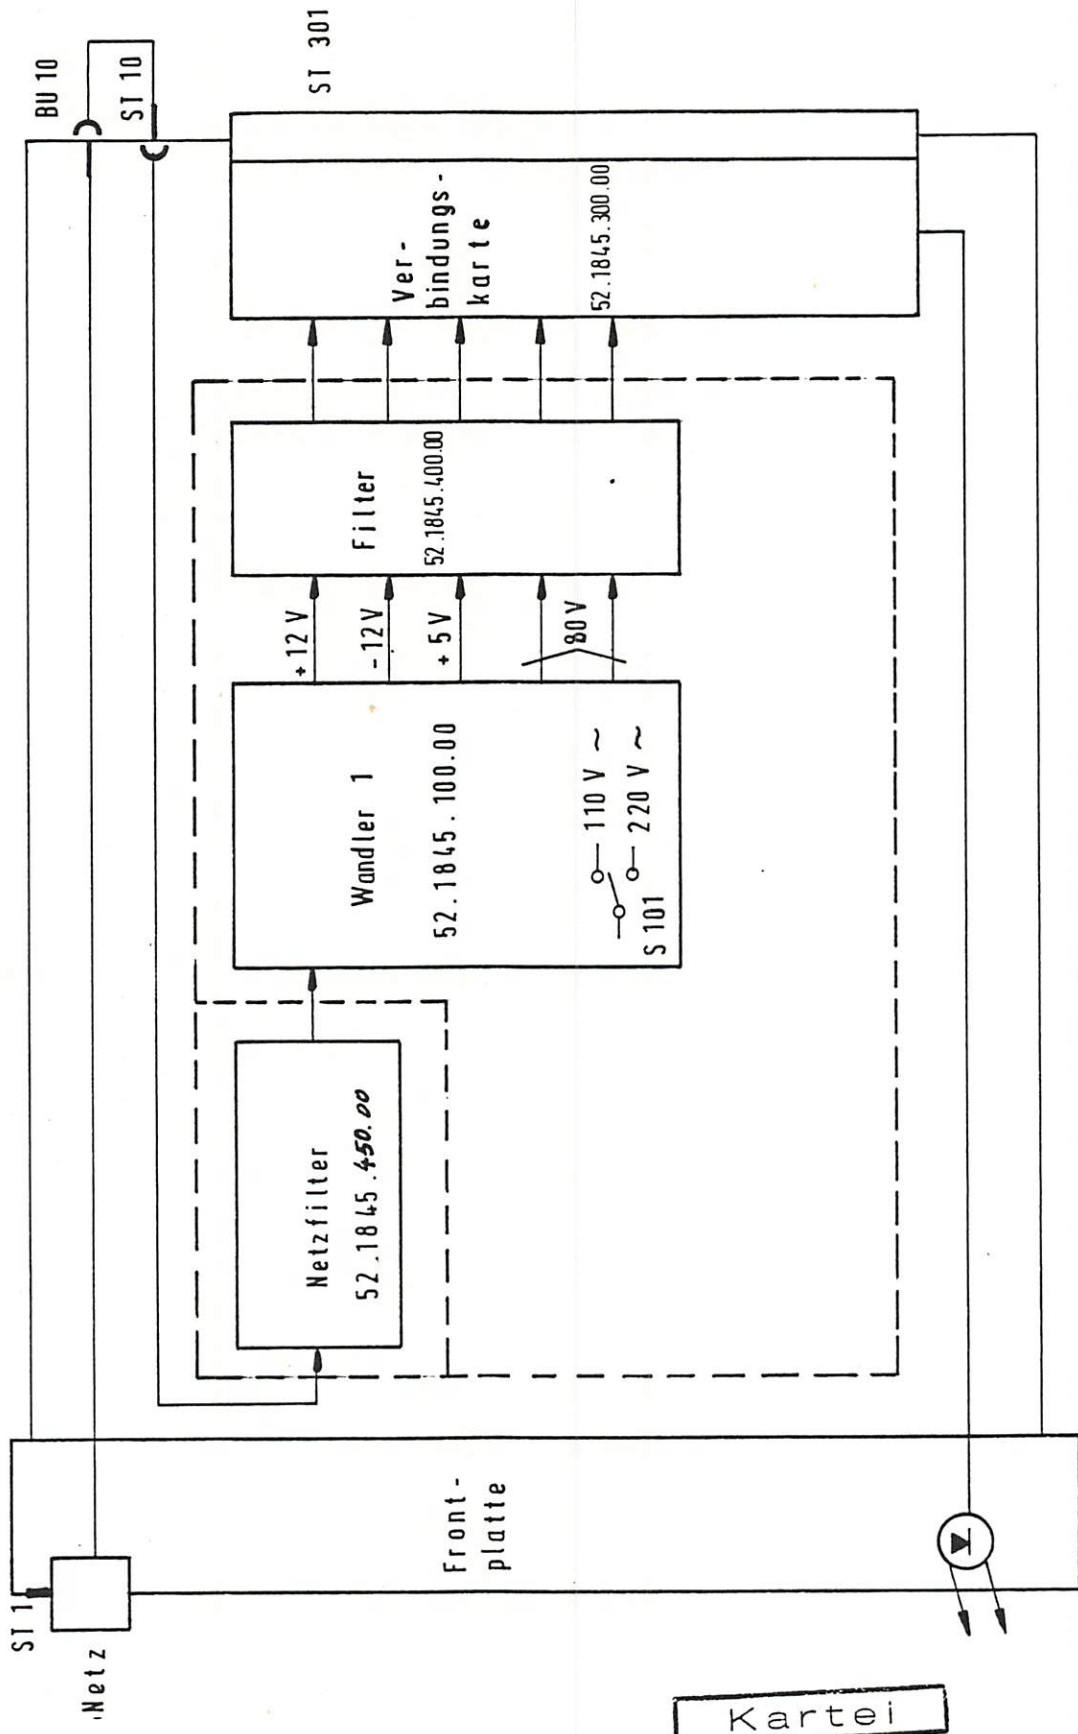 ST 1
Netz
Front-
platte
Netzfilter
52.1845.450.00
Wandler 1
52.1845.100.00
S 101
110 V ~
220 V ~
+ 12 V
- 12 V
+ 5 V
80 V
Filter
52.1845.400.00
Ver-
bindungs-
karte
52.1845.300.00
BU 10
ST 10
ST 301
Kartei